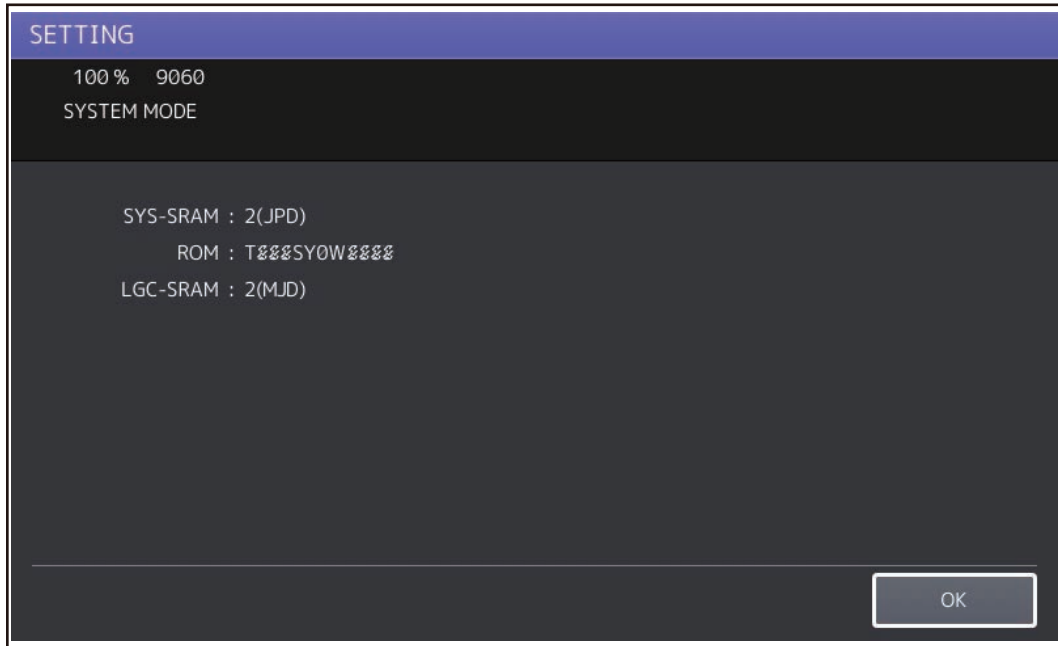 SETTING
100 % 9060
SYSTEM MODE
SYS-SRAM : 2(JPD)
ROM :
LGC-SRAM : 2(MJD)
OK